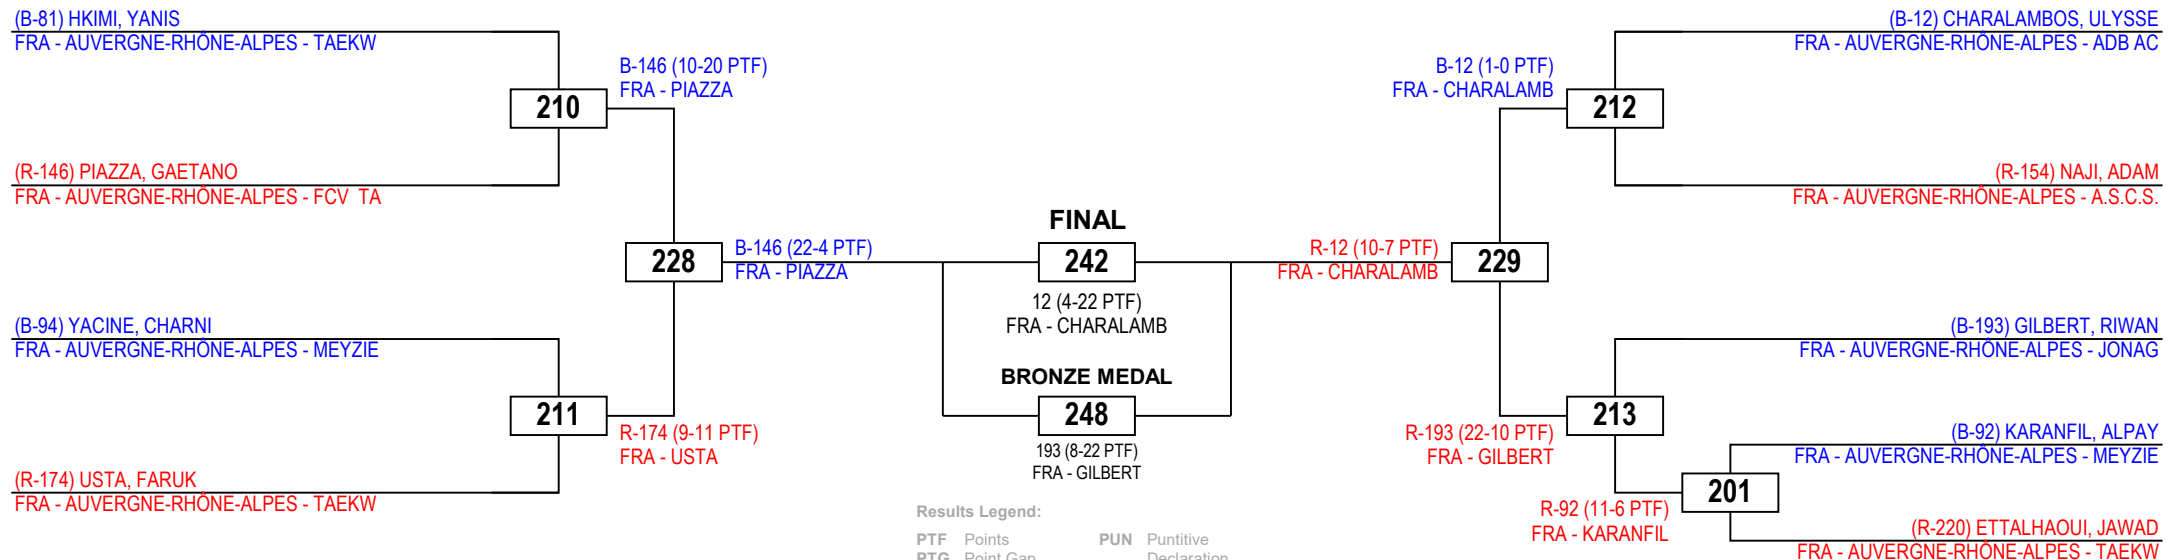 (B-81) HKIMI, YANIS
FRA - AUVERGNE-RHÔNE-ALPES - TAEKW
B-146 (10-20 PTF)
FRA - PIAZZA
210
(R-146) PIAZZA, GAETANO
FRA - AUVERGNE-RHÔNE-ALPES - FCV TA
228
B-146 (22-4 PTF)
FRA - PIAZZA
(B-94) YACINE, CHARNI
FRA - AUVERGNE-RHÔNE-ALPES - MEYZIE
211
R-174 (9-11 PTF)
FRA - USTA
(R-174) USTA, FARUK
FRA - AUVERGNE-RHÔNE-ALPES - TAEKW
FINAL
242
12 (4-22 PTF)
FRA - CHARALAMB
BRONZE MEDAL
248
193 (8-22 PTF)
FRA - GILBERT
(B-12) CHARALAMBOS, ULYSSE
FRA - AUVERGNE-RHÔNE-ALPES - ADB AC
B-12 (1-0 PTF)
FRA - CHARALAMB
212
(R-154) NAJI, ADAM
FRA - AUVERGNE-RHÔNE-ALPES - A.S.C.S.
R-12 (10-7 PTF)
FRA - CHARALAMB
229
(B-193) GILBERT, RIWAN
FRA - AUVERGNE-RHÔNE-ALPES - JONAG
213
R-193 (22-10 PTF)
FRA - GILBERT
(B-92) KARANFIL, ALPAY
FRA - AUVERGNE-RHÔNE-ALPES - MEYZIE
201
R-92 (11-6 PTF)
FRA - KARANFIL
(R-220) ETTALHAOUI, JAWAD
FRA - AUVERGNE-RHÔNE-ALPES - TAEKW
Results Legend:
PTF Points PUN Puntitive
PTG Point Gap Declaration